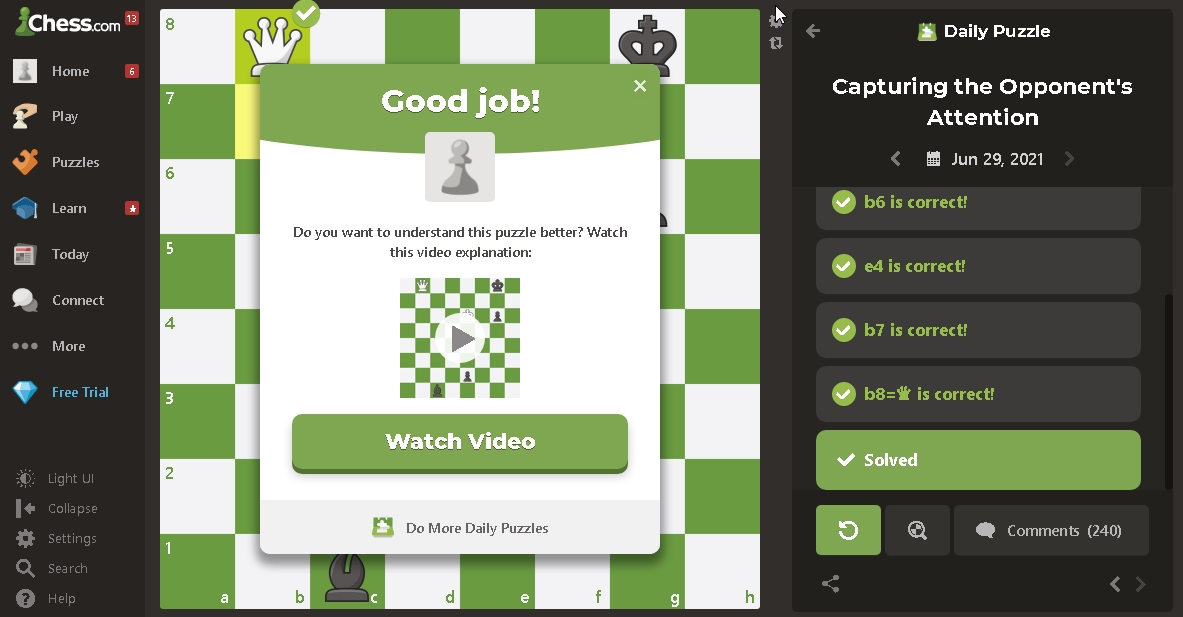 Chess.com 13
Home 6
Play
Puzzles
Learn
Today
Connect
More
Free Trial
Light UI
Collapse
Settings
Search
Help
8
7
6
5
4
3
2
1
a b c d e f g h
Good job!
Do you want to understand this puzzle better? Watch
this video explanation:
Watch Video
Do More Daily Puzzles
Daily Puzzle
Capturing the Opponent's
Attention
Jun 29, 2021
b6 is correct!
e4 is correct!
b7 is correct!
b8=♛ is correct!
Solved
Comments (240)